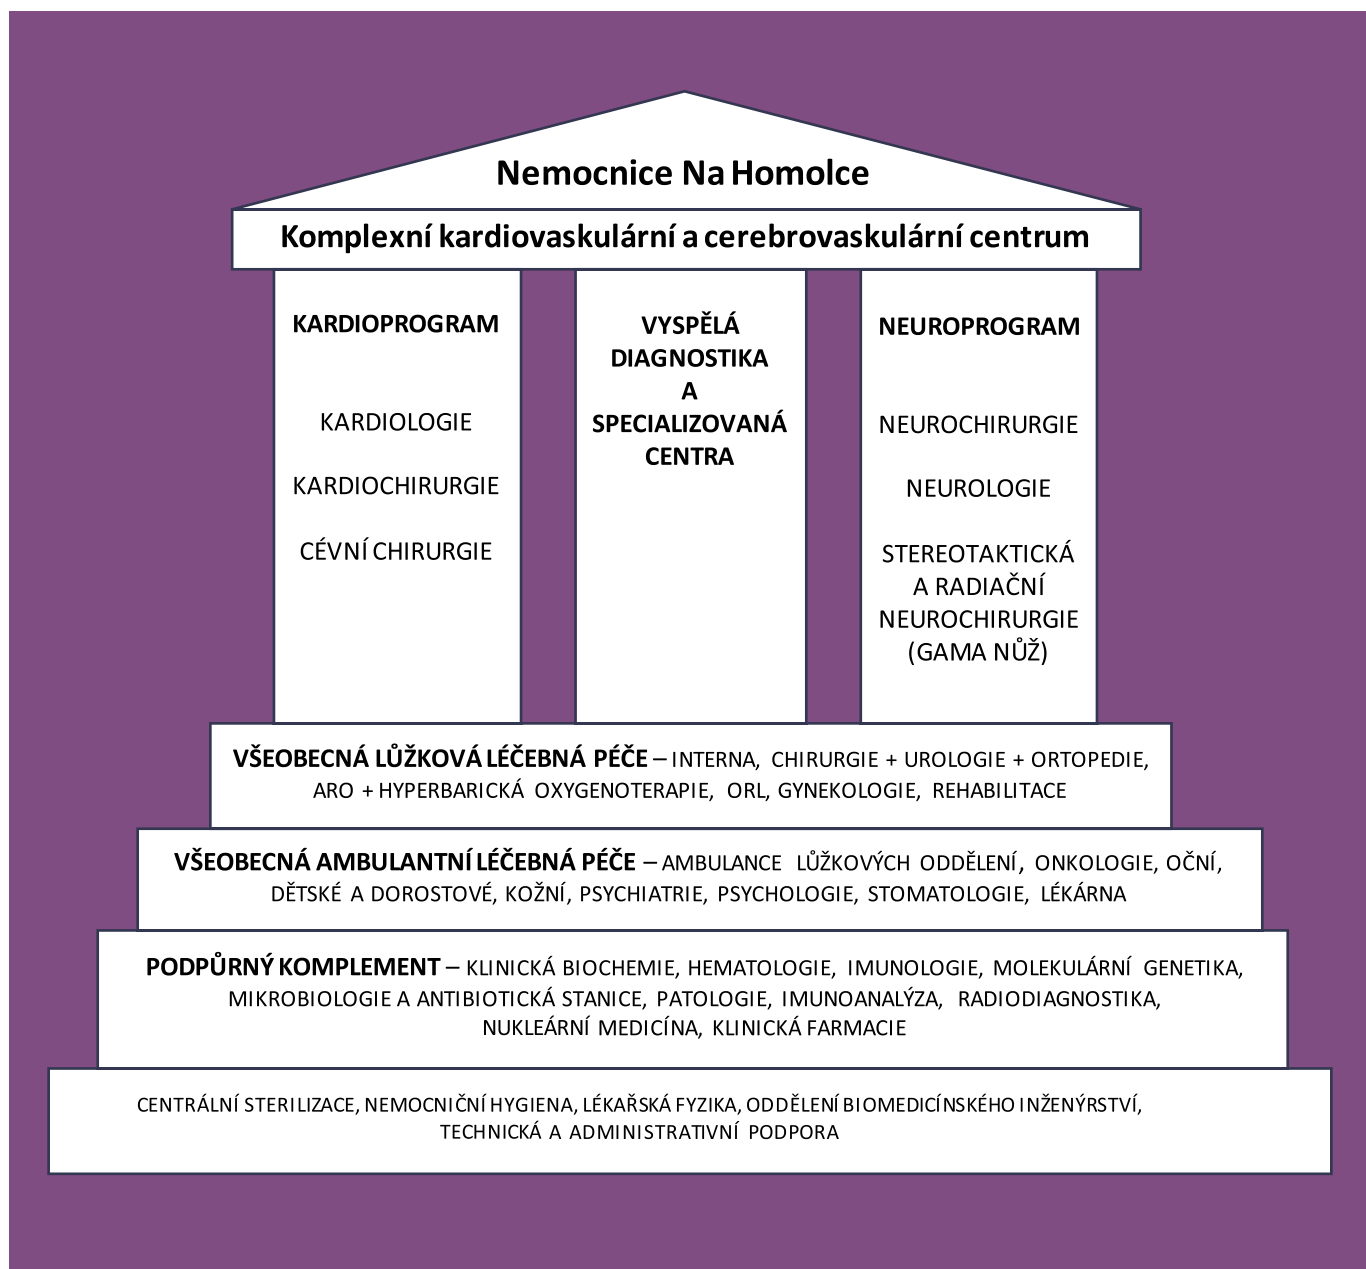 Nemocnice Na Homolce
Komplexní kardiovaskulární a cerebrovaskulární centrum
KARDIOPROGRAM
KARDIOLOGIE
KARDIOCHIRURGIE
CÉVNÍ CHIRURGIE
VYSPĚLÁ
DIAGNOSTIKA
A
SPECIALIZOVANÁ
CENTRA
NEUROPROGRAM
NEUROCHIRURGIE
NEUROLOGIE
STEREOTAKTICKÁ
A RADIAČNÍ
NEUROCHIRURGIE
(GAMA NŮŽ)
VŠEOBECNÁ LŮŽKOVÁ LÉČEBNÁ PÉČE – INTERNA, CHIRURGIE + UROLOGIE + ORTOPEDIE,
ARO + HYPERBARICKÁ OXYGENOTERAPIE, ORL, GYNEKOLOGIE, REHABILITACE
VŠEOBECNÁ AMBULANTNÍ LÉČEBNÁ PÉČE – AMBULANCE LŮŽKOVÝCH ODDĚLENÍ, ONKOLOGIE, OČNÍ,
DĚTSKÉ A DOROSTOVÉ, KOŽNÍ, PSYCHIATRIE, PSYCHOLOGIE, STOMATOLOGIE, LÉKÁRNA
PODPŮRNÝ KOMPLEMENT – KLINICKÁ BIOCHEMIE, HEMATOLOGIE, IMUNOLOGIE, MOLEKULÁRNÍ GENETIKA,
MIKROBIOLOGIE A ANTIBIOTICKÁ STANICE, PATOLOGIE, IMUNOANALÝZA, RADIODIAGNOSTIKA,
NUKLEÁRNÍ MEDICÍNA, KLINICKÁ FARMACIE
CENTRÁLNÍ STERILIZACE, NEMOCNIČNÍ HYGIENA, LÉKAŘSKÁ FYZIKA, ODDĚLENÍ BIOMEDICÍNSKÉHO INŽENÝRSTVÍ,
TECHNICKÁ A ADMINISTRATIVNÍ PODPORA